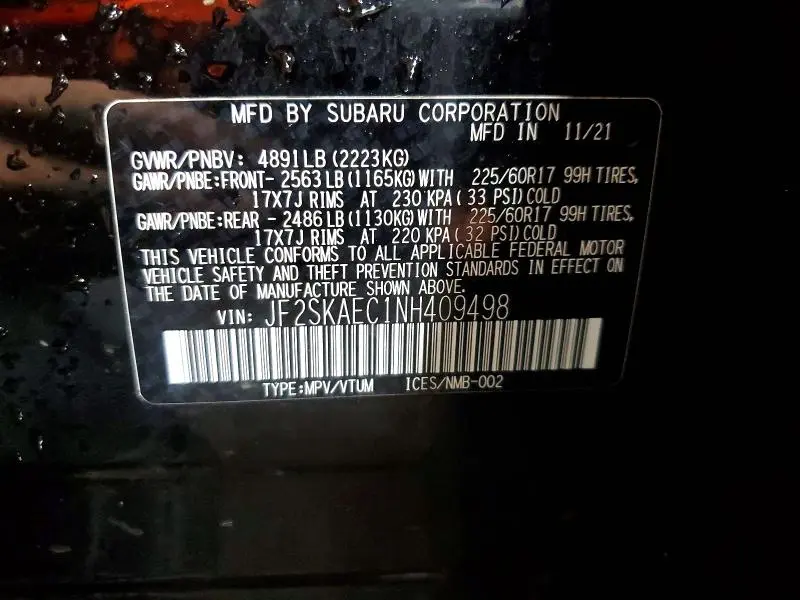 MFD BY SUBARU CORPORATION
MFD IN 11/21
GVWR/PNBV: 4891LB (2223KG)
GAWR/PNBE:FRONT- 2563LB(1165KG)WITH 225/60R17 99H TIRES,
17X7J RIMS AT 230 KPA( 33 PSI)COLD
GAWR/PNBE:REAR - 2486LB(1130KG)WITH 225/60R17 99H TIRES,
17X7J RIMS AT 220 KPA( 32 PSI)COLD
THIS VEHICLE CONFORMS TO ALL APPLICABLE FEDERAL MOTOR
VEHICLE SAFETY AND THEFT PREVENTION STANDARDS IN EFFECT ON
THE DATE OF MANUFACTURE SHOWN ABOVE.
VIN: JF2SKAEC1NH409498
TYPE:MPV/VTUM ICES/NMB-002